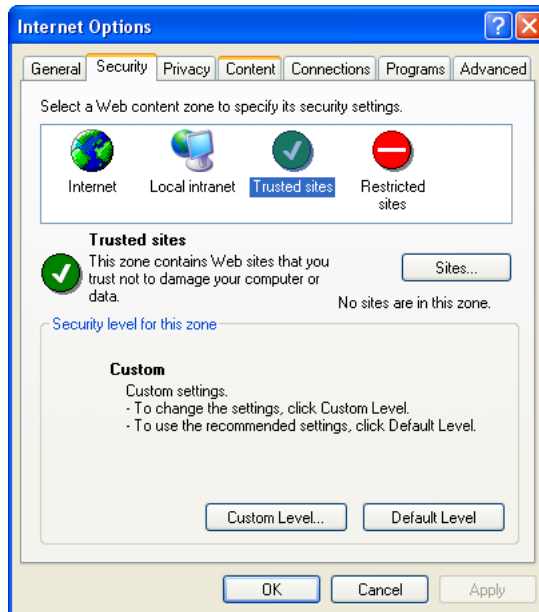 Internet Options
General Security Privacy Content Connections Programs Advanced
Select a Web content zone to specify its security settings.
Internet Local intranet Trusted sites Restricted
sites
Trusted sites
This zone contains Web sites that you
trust not to damage your computer or
data.
Sites...
No sites are in this zone.
Security level for this zone
Custom
Custom settings.
- To change the settings, click Custom Level.
- To use the recommended settings, click Default Level.
Custom Level... Default Level
OK Cancel Apply